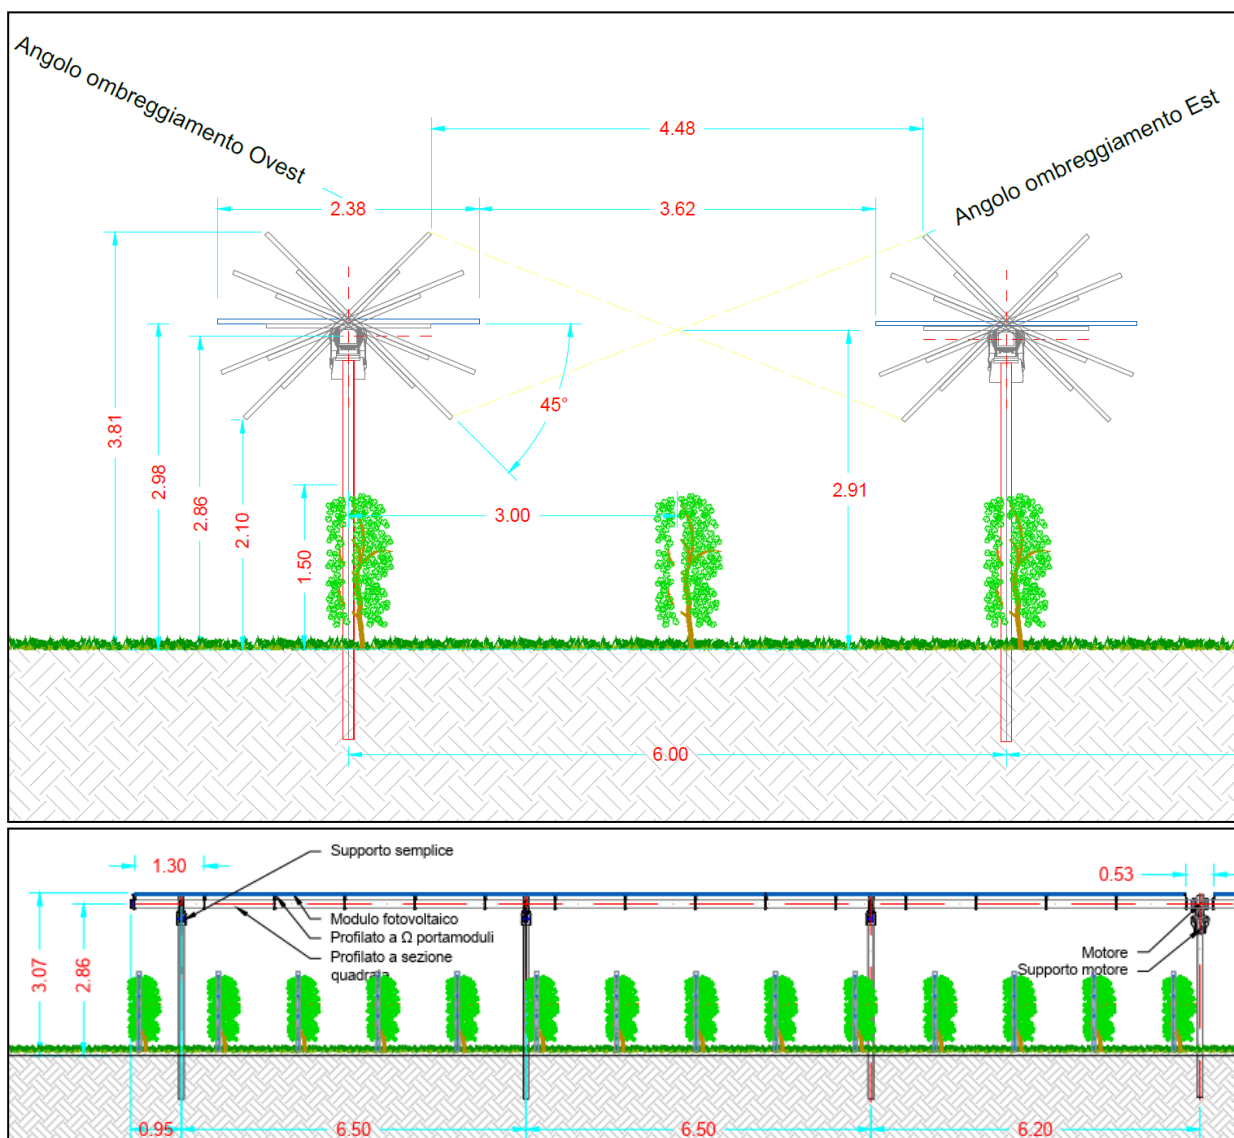 Angolo ombreggiamento Ovest
4.48
Angolo ombreggiamento Est
2.38
3.62
45°
3.81
2.98
2.86
2.10
1.50
3.00
2.91
6.00
Supporto semplice
1.30
0.53
Modulo fotovoltaico
Profilato a Ω portamoduli
Profilato a sezione
quadrata
Motore
Supporto motore
3.07
2.86
0.95
6.50
6.50
6.20